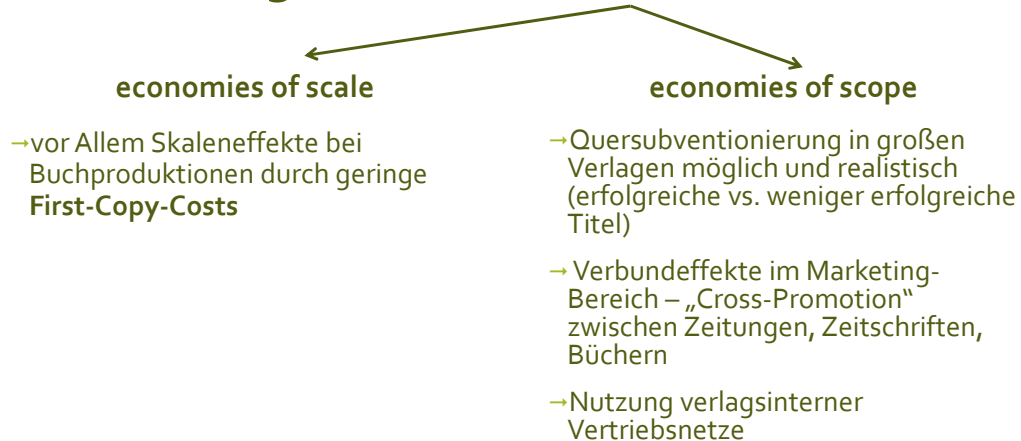 economies of scale
→vor Allem Skaleneffekte bei
Buchproduktionen durch geringe
First-Copy-Costs
economies of scope
→Quersubventionierung in großen
Verlagen möglich und realistisch
(erfolgreiche vs. weniger erfolgreiche
Titel)
→ Verbundeffekte im Marketing-
Bereich – „Cross-Promotion“
zwischen Zeitungen, Zeitschriften,
Büchern
→Nutzung verlagsinterner
Vertriebsnetze